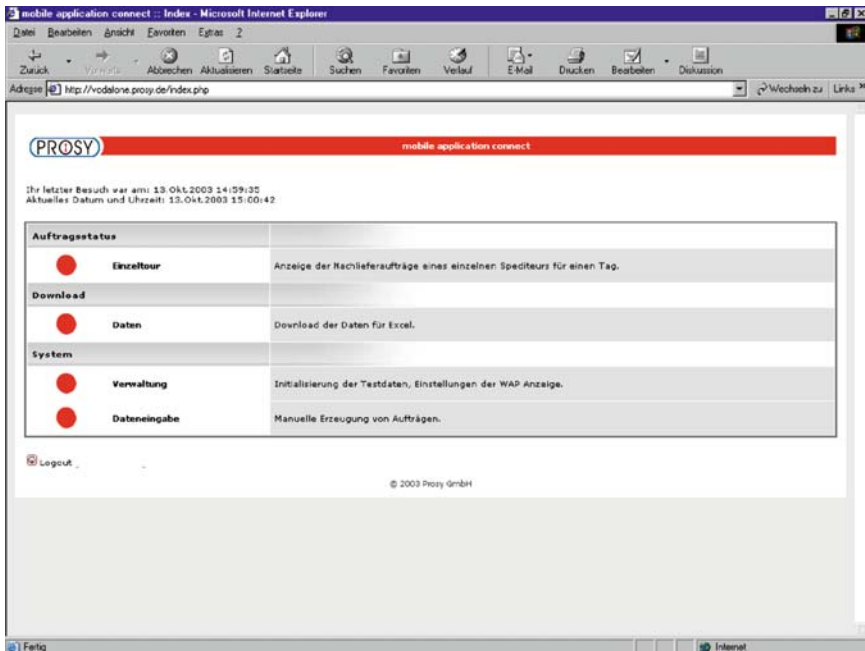 mobile application connect :: Index - Microsoft Internet Explorer
Datei Bearbeiten Ansicht Favoriten Extras ?
Zurück Vorwärts Abbrechen Aktualisieren Startseite Suchen Favoriten Verlauf E-Mail Drucken Bearbeiten Diskussion
Adresse http://vodalone.prosy.de/index.php Wechseln zu Links »
PROSY mobile application connect
Ihr letzter Besuch war am: 13.Okt.2003 14:59:35
Aktuelles Datum und Uhrzeit: 13.Okt.2003 15:00:42
Auftragsstatus
Einzeltour Anzeige der Nachlieferaufträge eines einzelnen Spediteurs für einen Tag.
Download
Daten Download der Daten für Excel.
System
Verwaltung Initialisierung der Testdaten, Einstellungen der WAP Anzeige.
Dateneingabe Manuelle Erzeugung von Aufträgen.
Logout
© 2003 Prosy GmbH
Fertig Internet